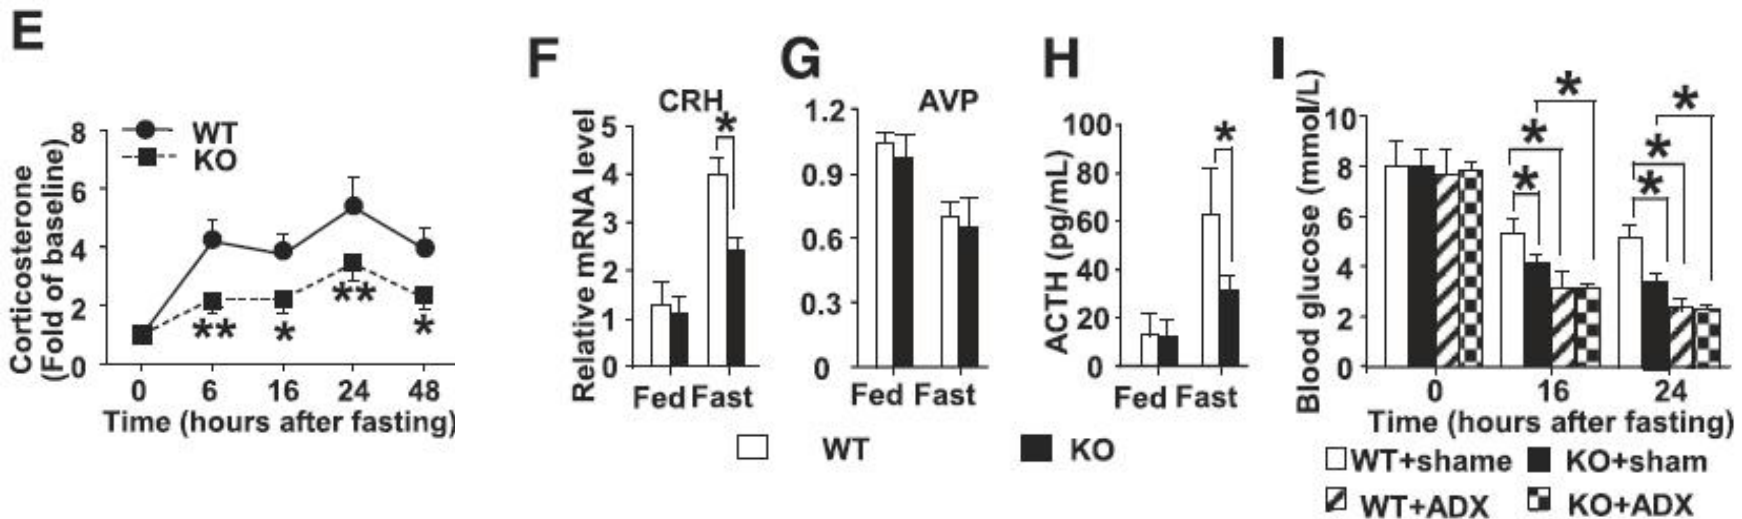 E
8
6
4
2
0
Corticosterone
(Fold of baseline)
WT
KO
**
*
**
*
0 6 16 24 48
Time (hours after fasting)
F
CRH
*
5
4
3
2
1
0
Relative mRNA level
Fed Fast
G
AVP
1.2
0.9
0.6
0.3
0
Fed Fast
H
*
100
80
60
40
20
0
ACTH (pg/mL)
Fed Fast
WT KO
I
*
*
*
*
*
*
10
8
6
4
2
0
Blood glucose (mmol/L)
0 16 24
Time (hours after fasting)
WT+shame KO+sham
WT+ADX KO+ADX